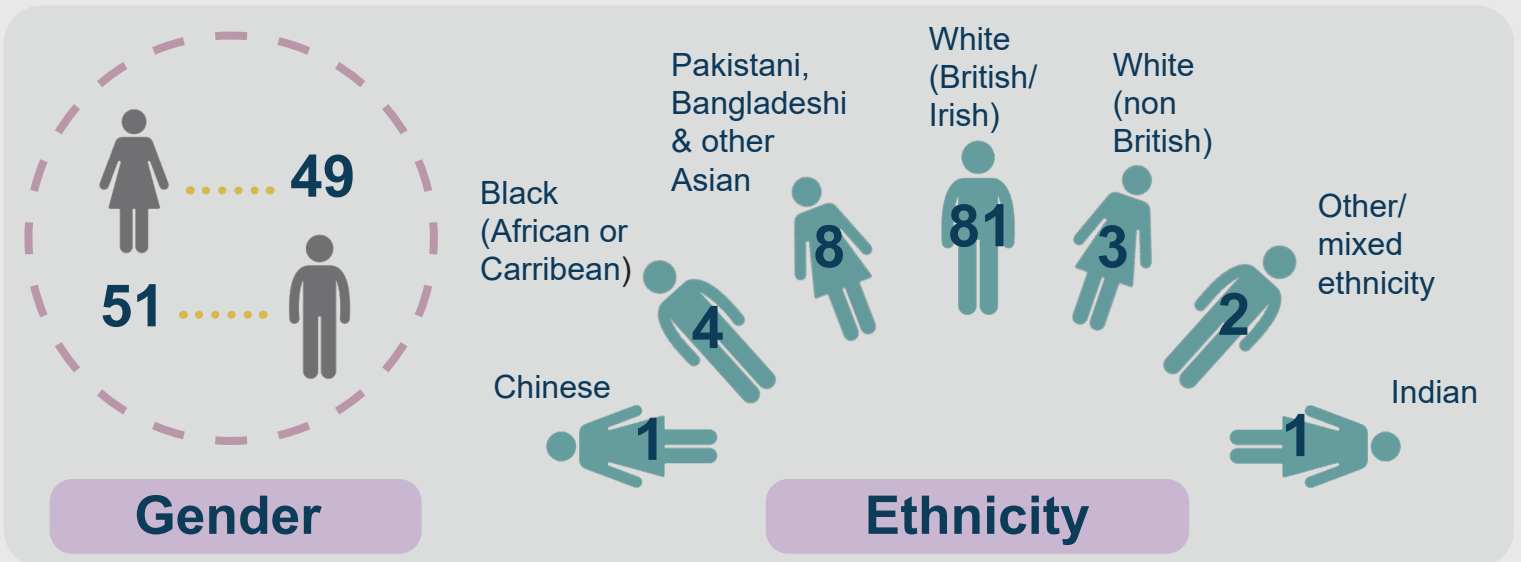 49
51
Gender
Chinese
1
Black
(African or
Carribean)
4
Pakistani,
Bangladeshi
& other
Asian
8
White
(British/
Irish)
81
White
(non
British)
3
Other/
mixed
ethnicity
2
Indian
1
Ethnicity